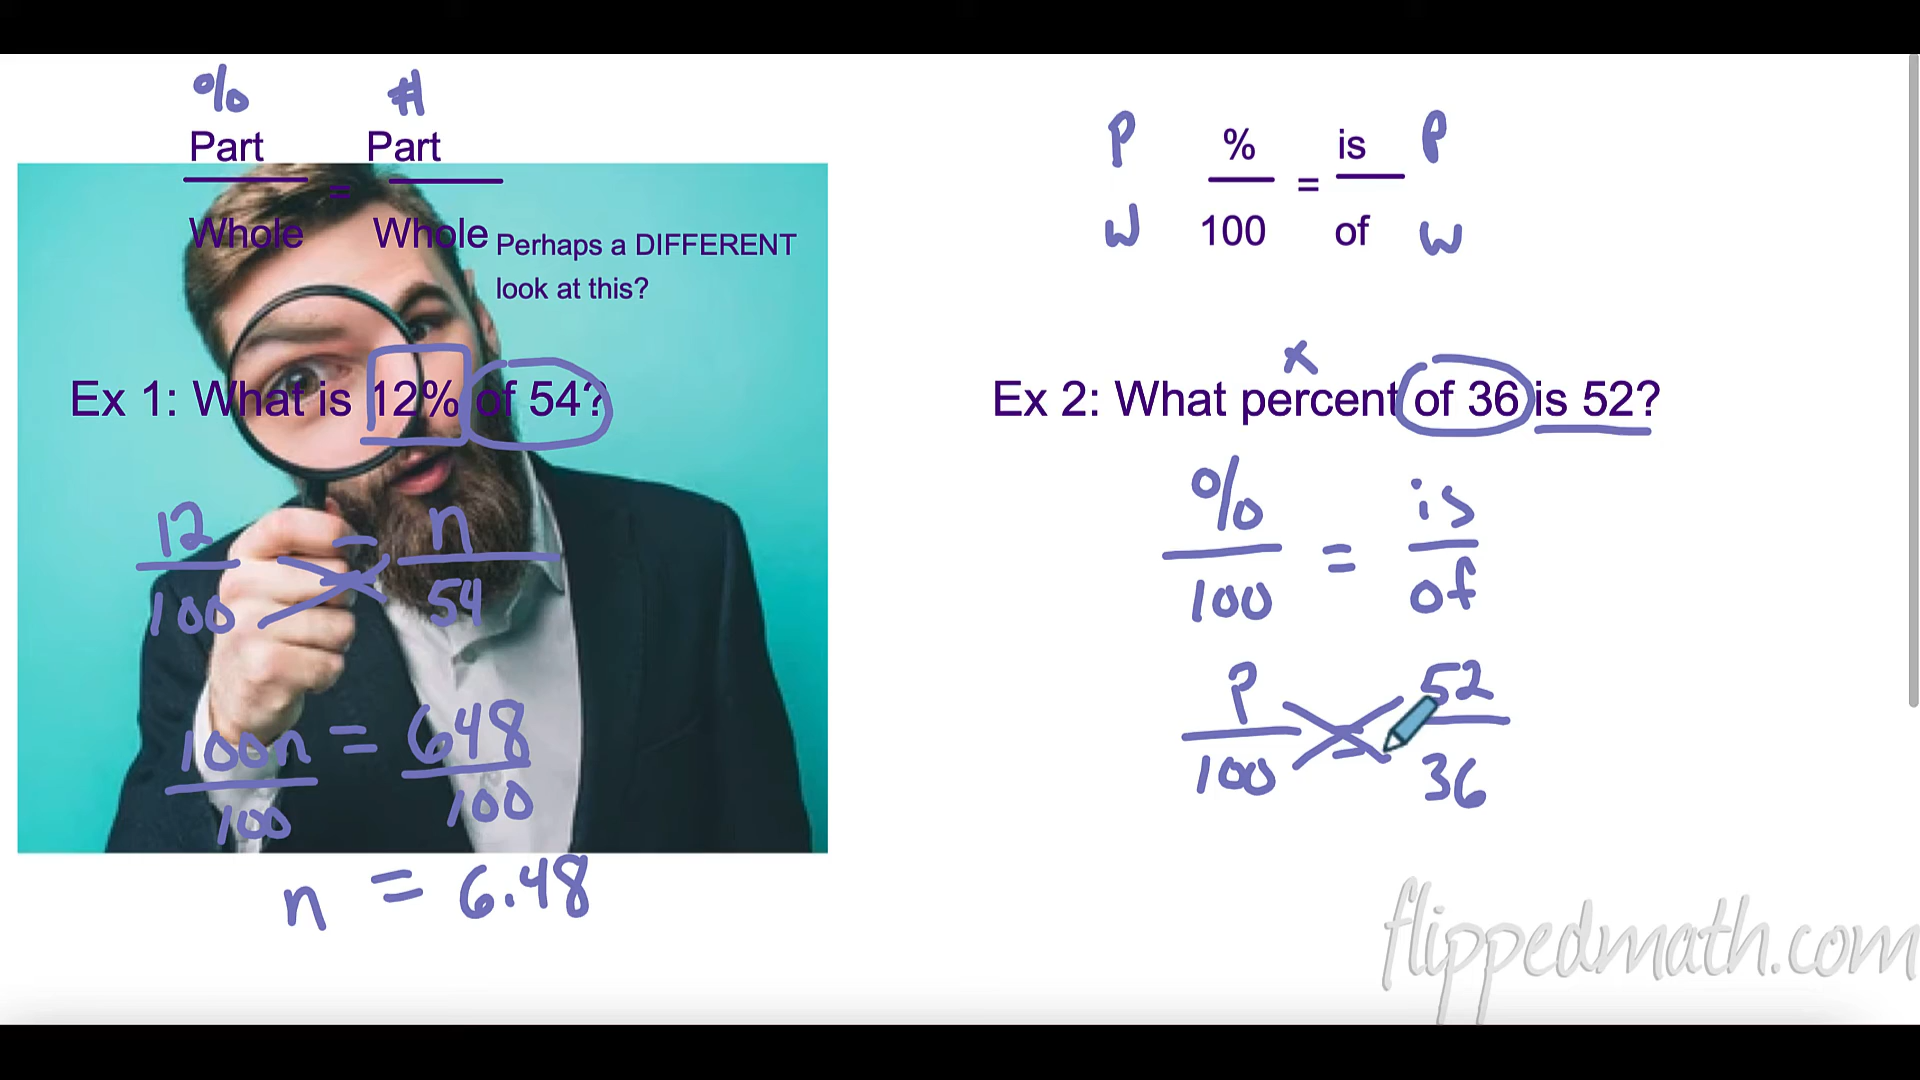 % #
Part Part
= 
Whole Whole
Perhaps a DIFFERENT
look at this?
Ex 1: What is 12% of 54?
12 = n
100 54
100n = 648
100 100
n = 6.48
P % is P
=
W 100 of W
x
Ex 2: What percent of 36 is 52?
% = is
100 of
P = 52
100 36
flippedmath.com